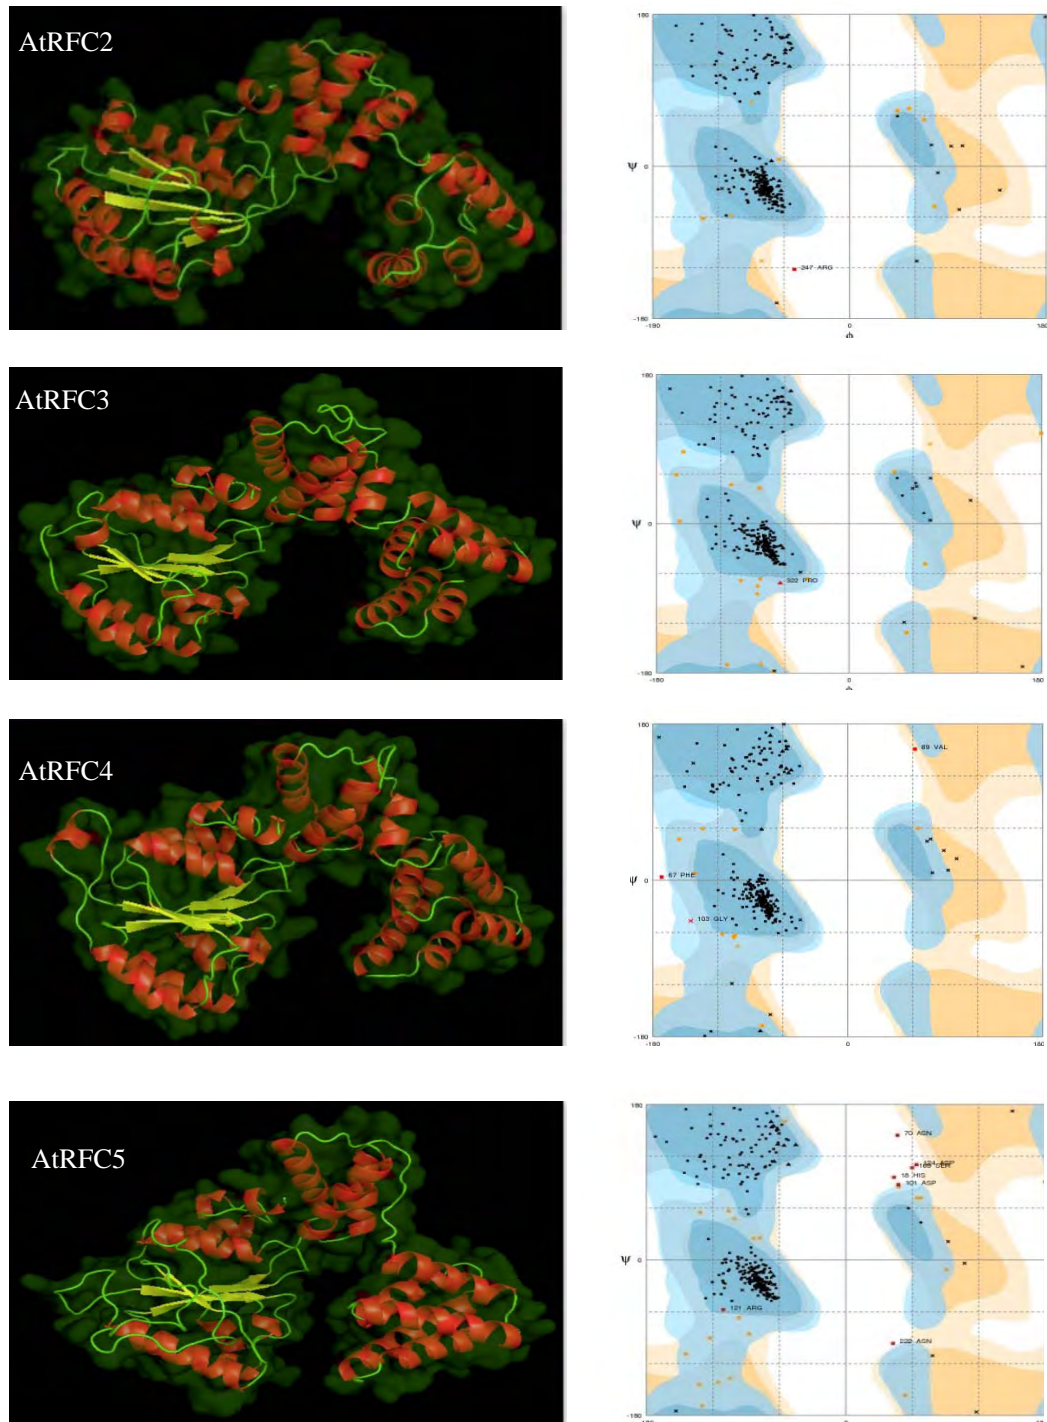 AtRFC2
180
Ψ 0
247 ARG
-180
-180 0 180
AtRFC3
180
Ψ 0
322 PRO
-180
-180 0 180
AtRFC4
180
69 VAL
Ψ 0
67 PHE
103 GLY
-180
-180 0 180
AtRFC5
180
70 ASN
18 HIS
101 ASP
Ψ 0
121 ARG
222 ASN
-180